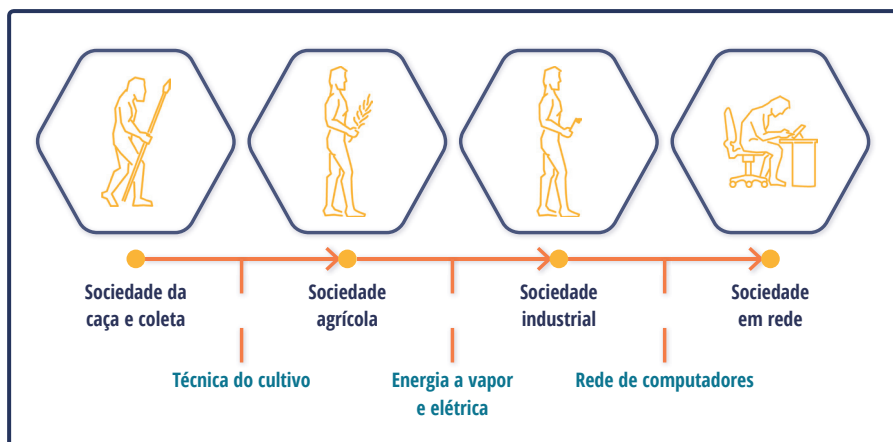 Sociedade da
caça e coleta
Sociedade
agrícola
Sociedade
industrial
Sociedade
em rede
Técnica do cultivo
Energia a vapor
e elétrica
Rede de computadores